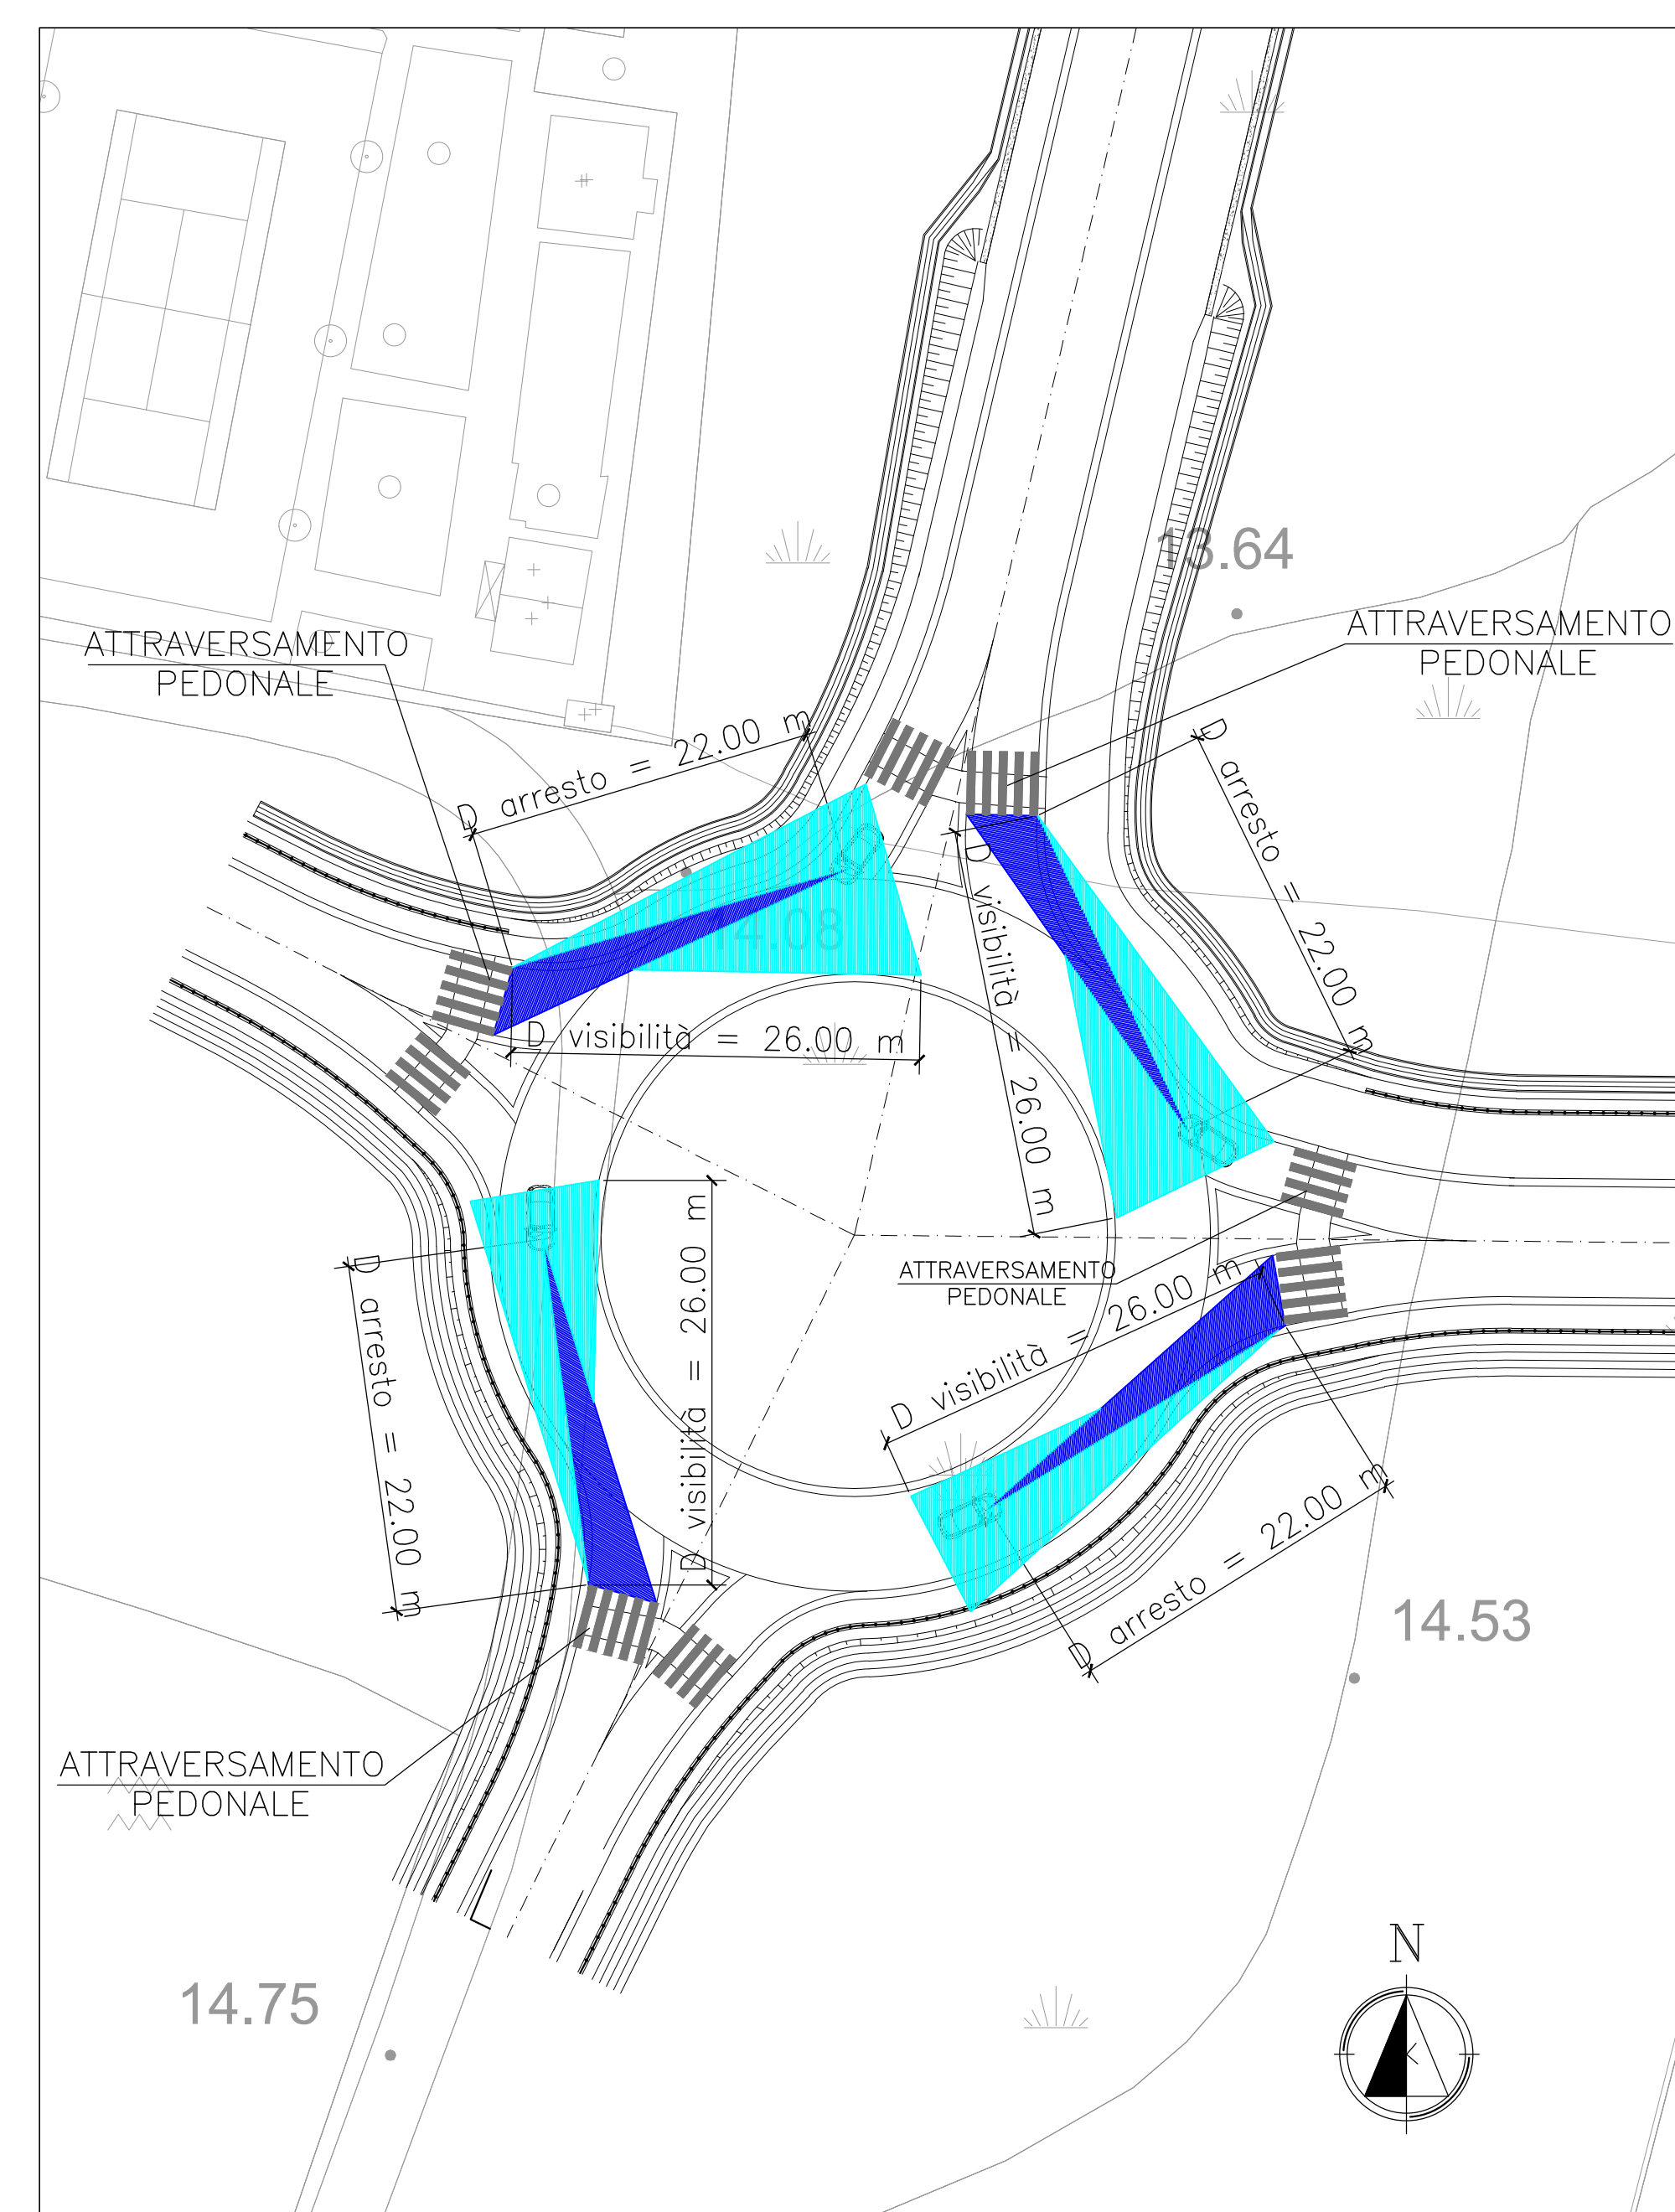 13.64
ATTRAVERSAMENTO
PEDONALE
ATTRAVERSAMENTO
PEDONALE
D arresto = 22.00 m
D arresto = 22.00 m
14.08
D visibilità = 26.00 m
D visibilità = 26.00 m
D visibilità = 26.00 m
D arresto = 22.00 m
ATTRAVERSAMENTO
PEDONALE
D visibilità = 26.00 m
D arresto = 22.00 m
14.53
ATTRAVERSAMENTO
PEDONALE
N
14.75